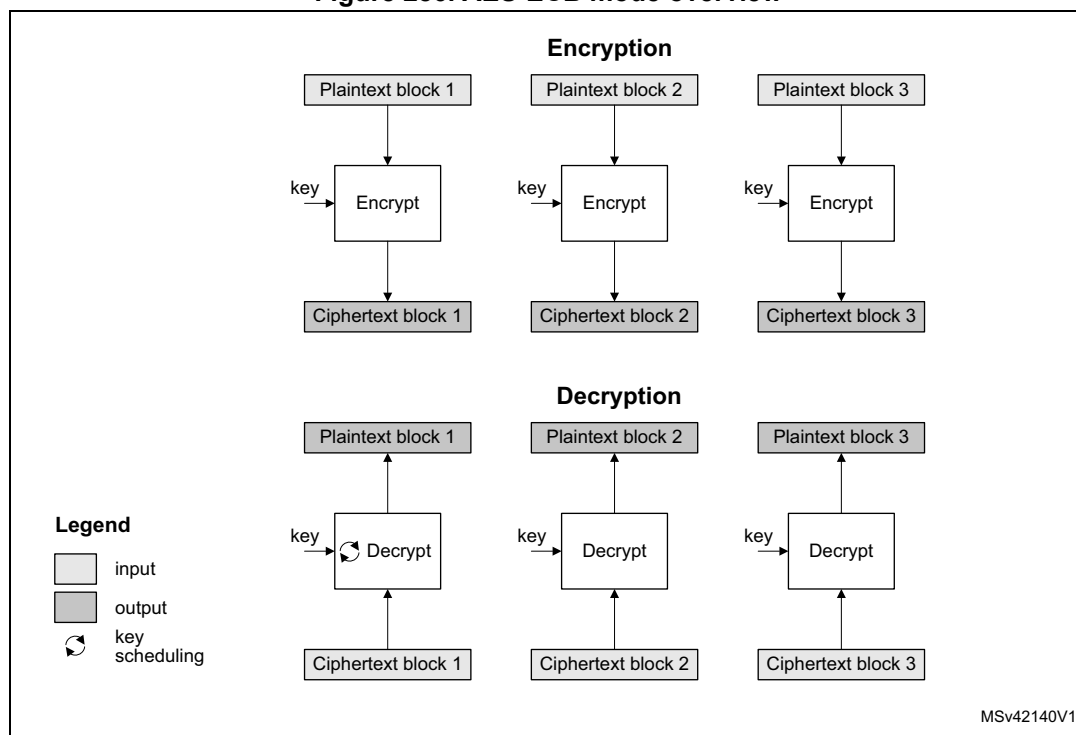 Encryption
Plaintext block 1 Plaintext block 2 Plaintext block 3
key Encrypt key Encrypt key Encrypt
Ciphertext block 1 Ciphertext block 2 Ciphertext block 3
Decryption
Plaintext block 1 Plaintext block 2 Plaintext block 3
Legend
key Decrypt key Decrypt key Decrypt
input
output
key
scheduling
Ciphertext block 1 Ciphertext block 2 Ciphertext block 3
MSv42140V1